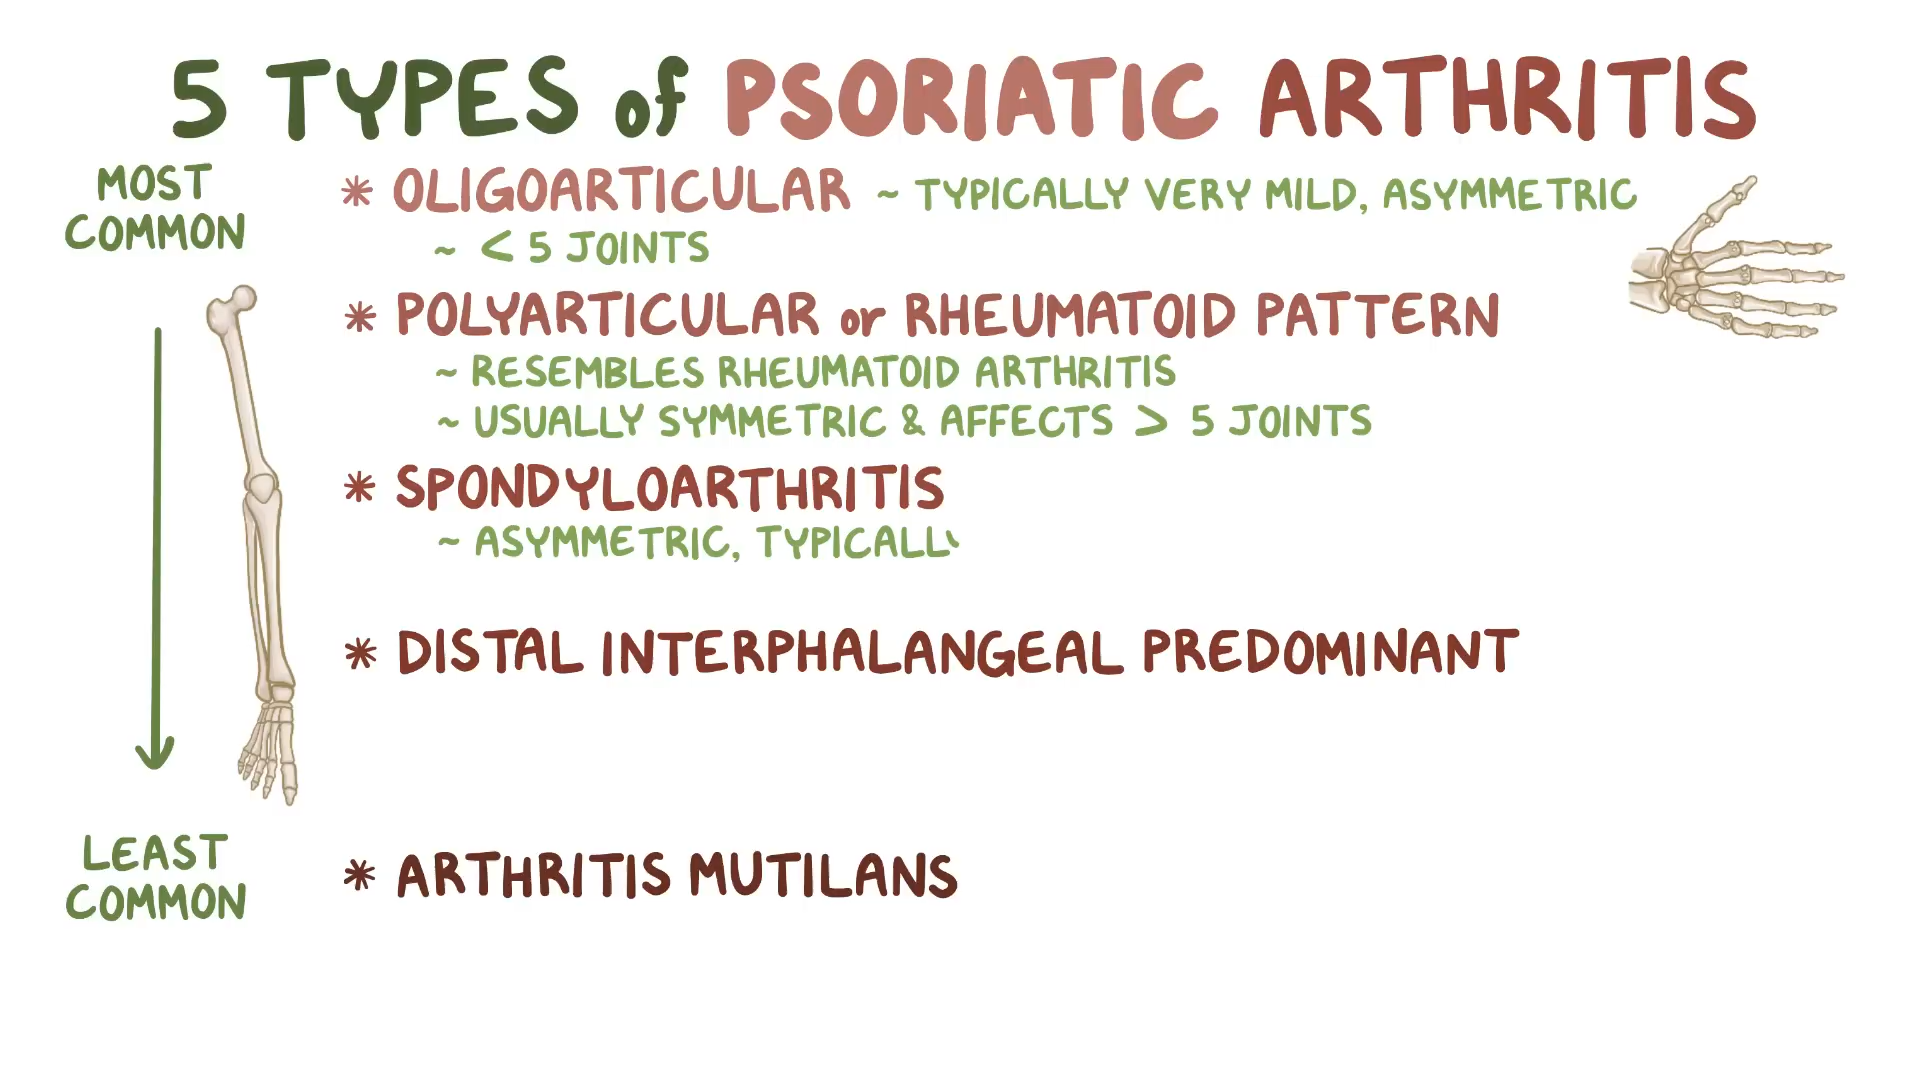 5 TYPES of PSORIATIC ARTHRITIS
MOST
COMMON
* OLIGOARTICULAR ~ TYPICALLY VERY MILD, ASYMMETRIC
~ < 5 JOINTS
* POLYARTICULAR or RHEUMATOID PATTERN
~ RESEMBLES RHEUMATOID ARTHRITIS
~ USUALLY SYMMETRIC & AFFECTS > 5 JOINTS
* SPONDYLOARTHRITIS
~ ASYMMETRIC, TYPICALL
* DISTAL INTERPHALANGEAL PREDOMINANT
LEAST
COMMON
* ARTHRITIS MUTILANS